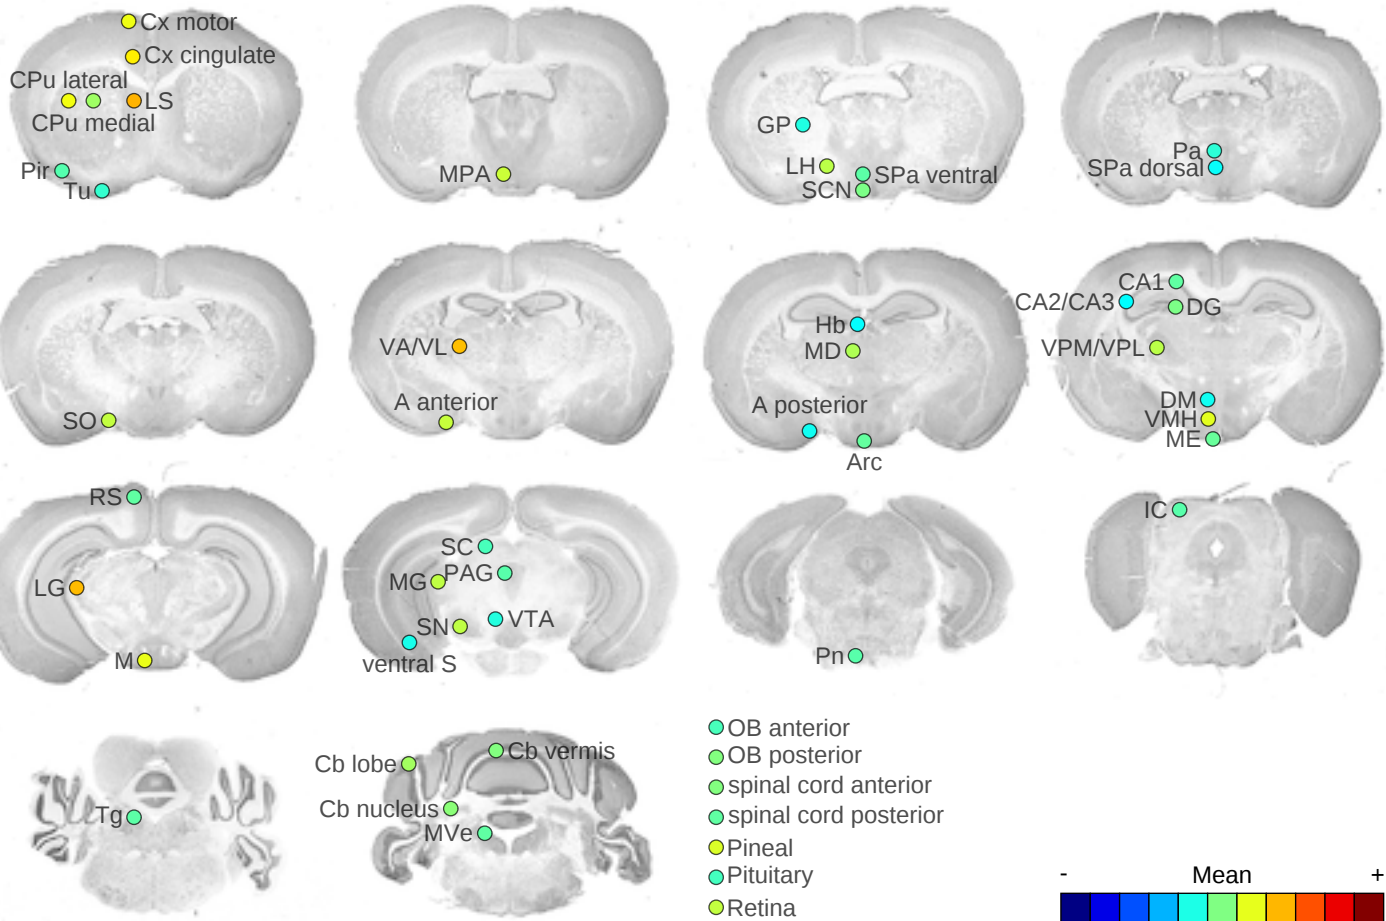 Cx motor
Cx cingulate
CPu lateral
LS
CPu medial
Pir
Tu
MPA
GP
LH
SPa ventral
SCN
Pa
SPa dorsal
SO
VA/VL
A anterior
Hb
MD
A posterior
Arc
CA1
CA2/CA3
DG
VPM/VPL
DM
VMH
ME
RS
LG
M
SC
PAG
MG
VTA
SN
ventral S
Pn
IC
Tg
Cb vermis
Cb lobe
Cb nucleus
MVe
OB anterior
OB posterior
spinal cord anterior
spinal cord posterior
Pineal
Pituitary
Retina
- Mean +